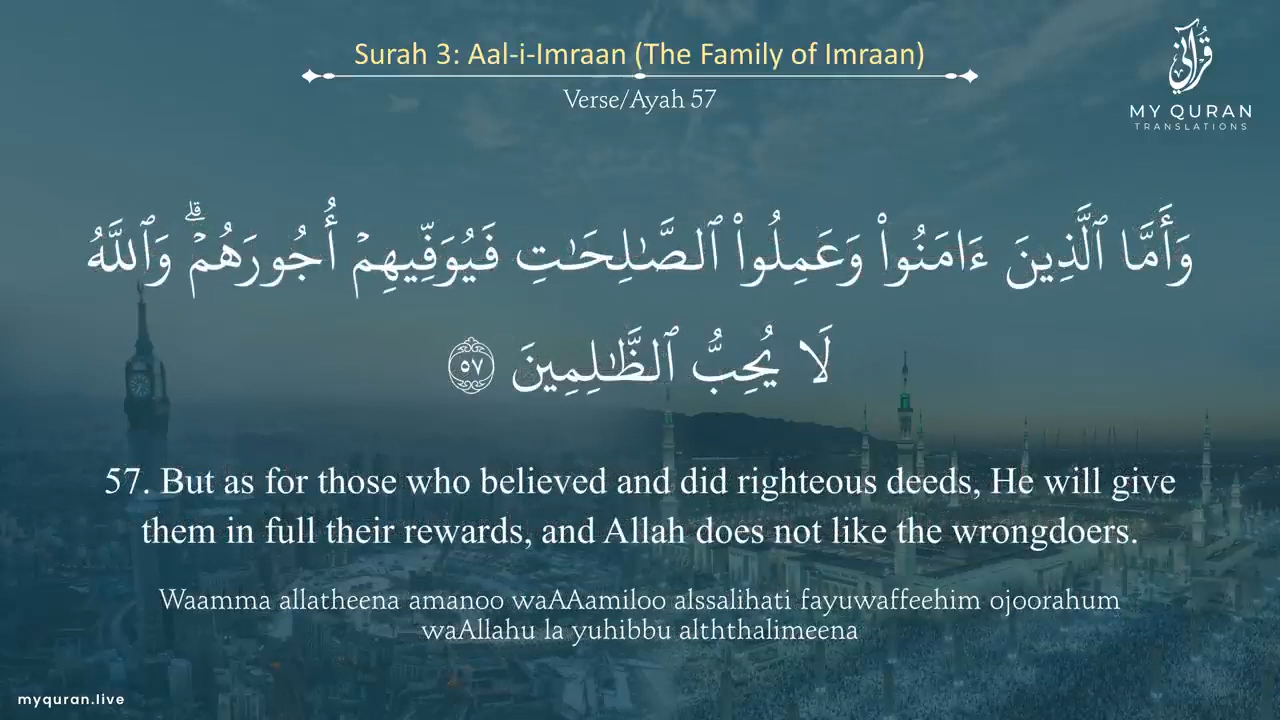 Surah 3: Aal-i-Imraan (The Family of Imraan)
Verse/Ayah 57
قرآني
MY QURAN
TRANSLATIONS
وَأَمَّا ٱلَّذِينَ ءَامَنُوا۟ وَعَمِلُوا۟ ٱلصَّـٰلِحَـٰتِ فَيُوَفِّيهِمْ أُجُورَهُمْ ۗ وَٱللَّهُ
لَا يُحِبُّ ٱلظَّـٰلِمِينَ ٥٧
57. But as for those who believed and did righteous deeds, He will give
them in full their rewards, and Allah does not like the wrongdoers.
Waamma allatheena amanoo waAAamiloo alssalihati fayuwaffeehim ojoorahum
waAllahu la yuhibbu alththalimeena
myquran.live